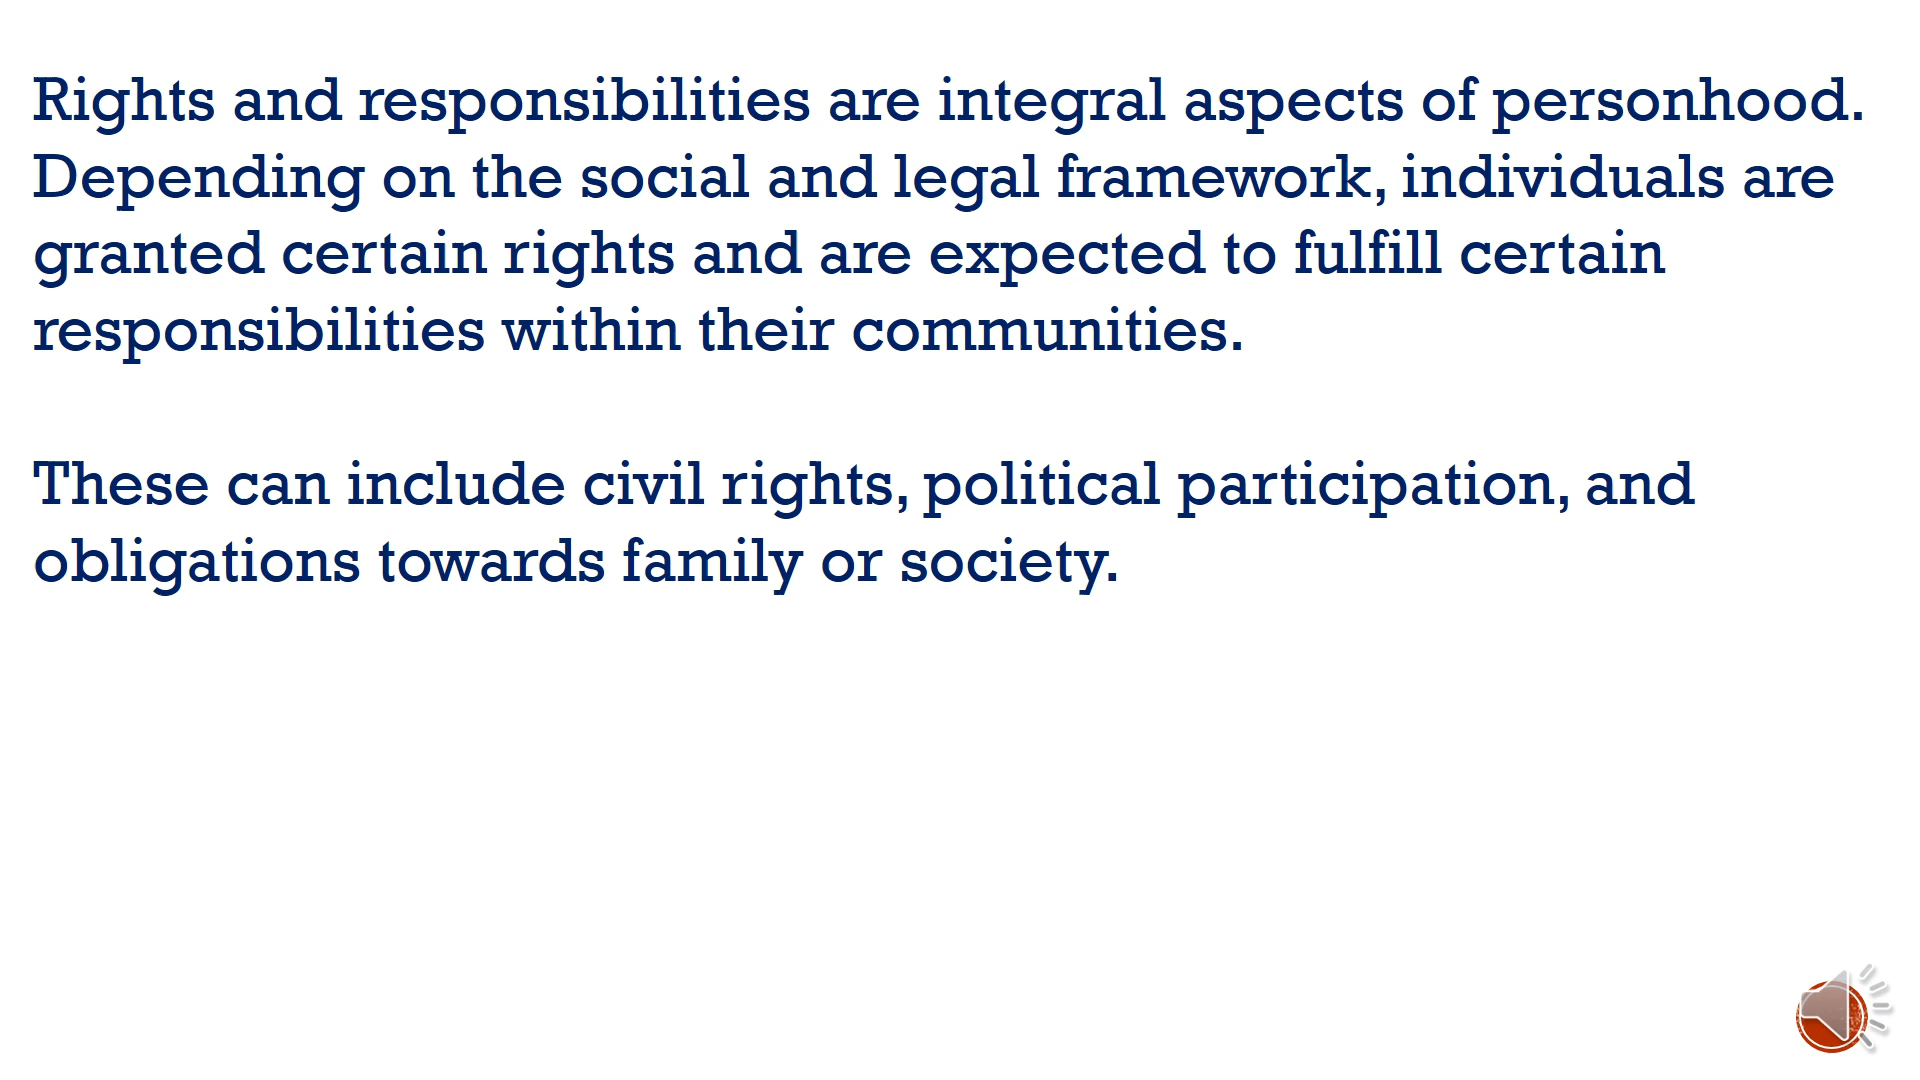 Rights and responsibilities are integral aspects of personhood.
Depending on the social and legal framework, individuals are
granted certain rights and are expected to fulfill certain
responsibilities within their communities.
These can include civil rights, political participation, and
obligations towards family or society.